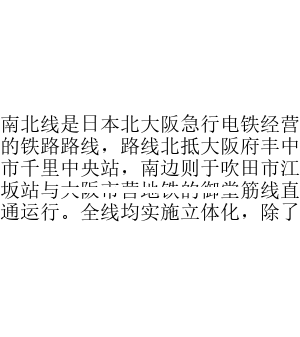 南北线是日本北大阪急行电铁经营
的铁路路线，路线北抵大阪府丰中
市千里中央站，南边则于吹田市江
坂站与大阪市营地铁的御堂筋线直
通运行。全线均实施立体化，除了